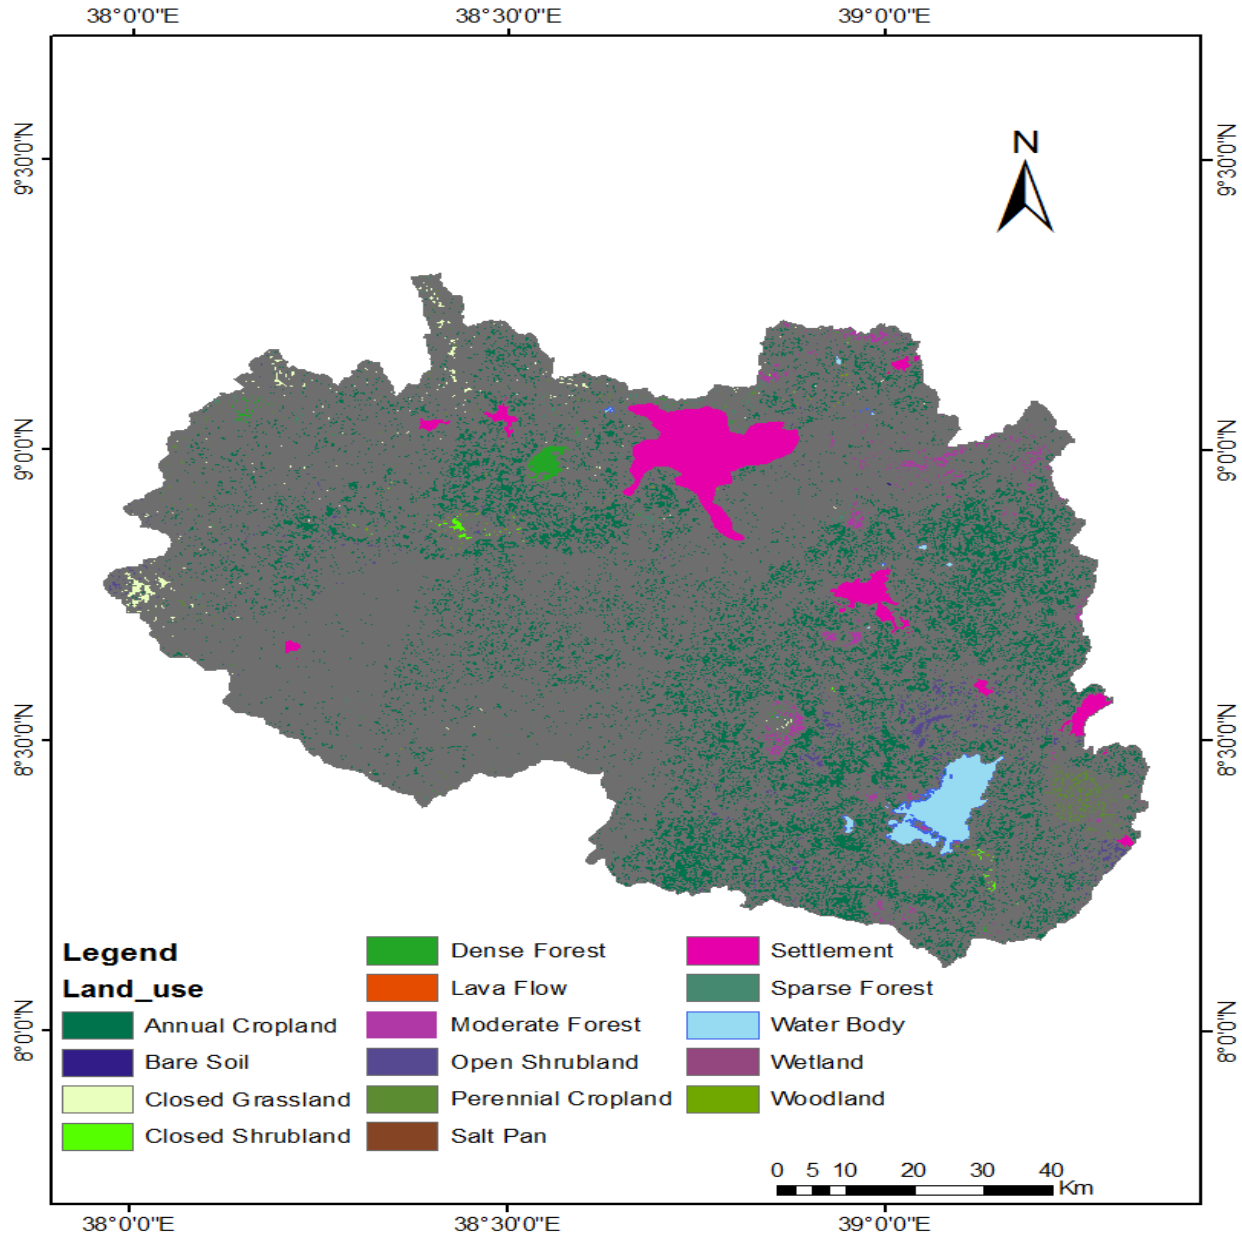 38°0'0"E 38°30'0"E 39°0'0"E
9°30'0"N 9°30'0"N
N
9°0'0"N 9°0'0"N
8°30'0"N 8°30'0"N
8°0'0"N 8°0'0"N
Legend
Land_use
Annual Cropland
Bare Soil
Closed Grassland
Closed Shrubland
Dense Forest
Lava Flow
Moderate Forest
Open Shrubland
Perennial Cropland
Salt Pan
Settlement
Sparse Forest
Water Body
Wetland
Woodland
0 5 10 20 30 40
Km
38°0'0"E 38°30'0"E 39°0'0"E